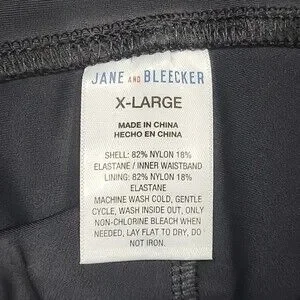 JANE AND BLEECKER
X-LARGE
MADE IN CHINA
HECHO EN CHINA
SHELL: 82% NYLON 18%
ELASTANE / INNER WAISTBAND
LINING: 82% NYLON 18%
ELASTANE
MACHINE WASH COLD, GENTLE
CYCLE, WASH INSIDE OUT, ONLY
NON-CHLORINE BLEACH WHEN
NEEDED, LAY FLAT TO DRY, DO
NOT IRON.